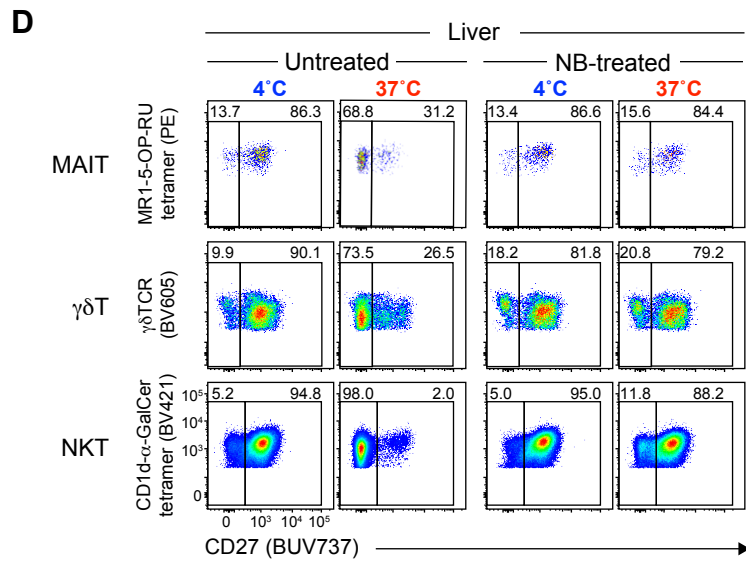 D
Liver
Untreated NB-treated
4˚C 37˚C 4˚C 37˚C
13.7 86.3 68.8 31.2 13.4 86.6 15.6 84.4
MAIT
MR1-5-OP-RU
tetramer (PE)
9.9 90.1 73.5 26.5 18.2 81.8 20.8 79.2
γδT
γδTCR
(BV605)
5.2 94.8 98.0 2.0 5.0 95.0 11.8 88.2
NKT
CD1d-α-GalCer
tetramer (BV421)
10⁵
10⁴
10³
0
0 10³ 10⁴ 10⁵
CD27 (BUV737)